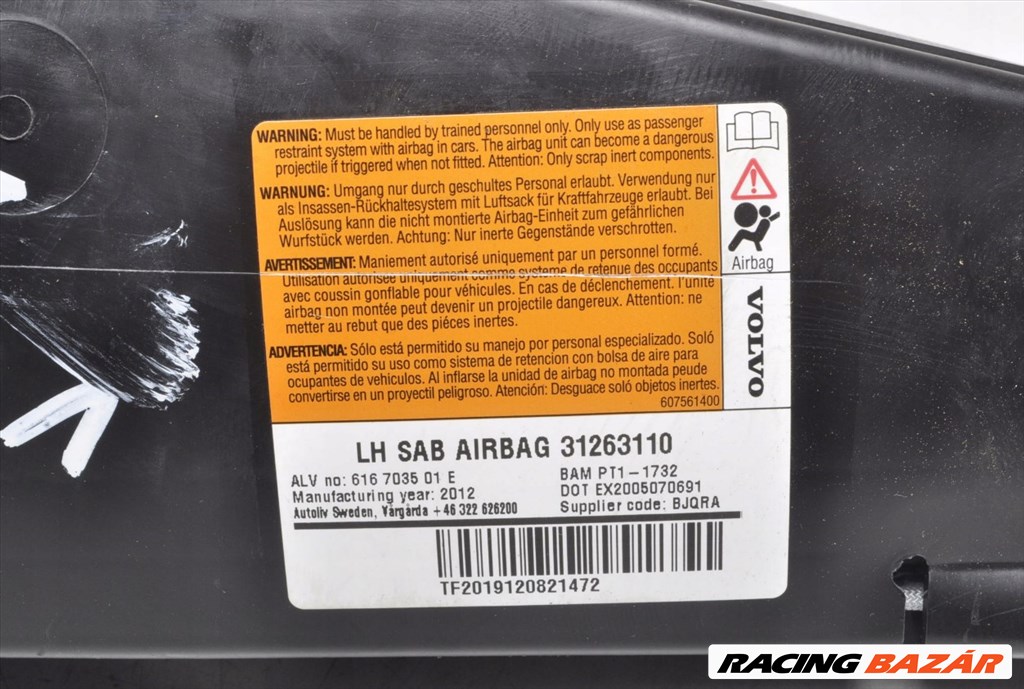 WARNING: Must be handled by trained personnel only. Only use as passenger
restraint system with airbag in cars. The airbag unit can become a dangerous
projectile if triggered when not fitted. Attention: Only scrap inert components.
WARNUNG: Umgang nur durch geschultes Personal erlaubt. Verwendung nur
als Insassen-Rückhaltesystem mit Luftsack für Kraftfahrzeuge erlaubt. Bei
Auslösung kann die nicht montierte Airbag-Einheit zum gefährlichen
Wurfstück werden. Achtung: Nur inerte Gegenstände verschrotten.
AVERTISSEMENT: Maniement autorisé uniquement par un personnel formé.
Utilisation autorisée uniquement comme systeme de retenue des occupants
avec coussin gonflable pour véhicules. En cas de déclenchement. l'unité
airbag non montée peut devenir un projectile dangereux. Attention: ne
metter au rebut que des piéces inertes.
ADVERTENCIA: Sólo está permitido su manejo por personal especializado. Soló
está permitido su uso como sistema de retencion con bolsa de aire para
ocupantes de vehiculos. Al inflarse la unidad de airbag no montada peude
convertirse en un proyectil peligroso. Atención: Desguace soló objetos inertes.
607561400
Airbag
VOLVO
LH SAB AIRBAG 31263110
ALV no: 616 7035 01 E
Manufacturing year: 2012
Autoliv Sweden, Vårgårda + 46 322 626200
BAM PT1-1732
DOT EX2005070691
Supplier code: BJQRA
TF2019120821472
RACING BAZÁR